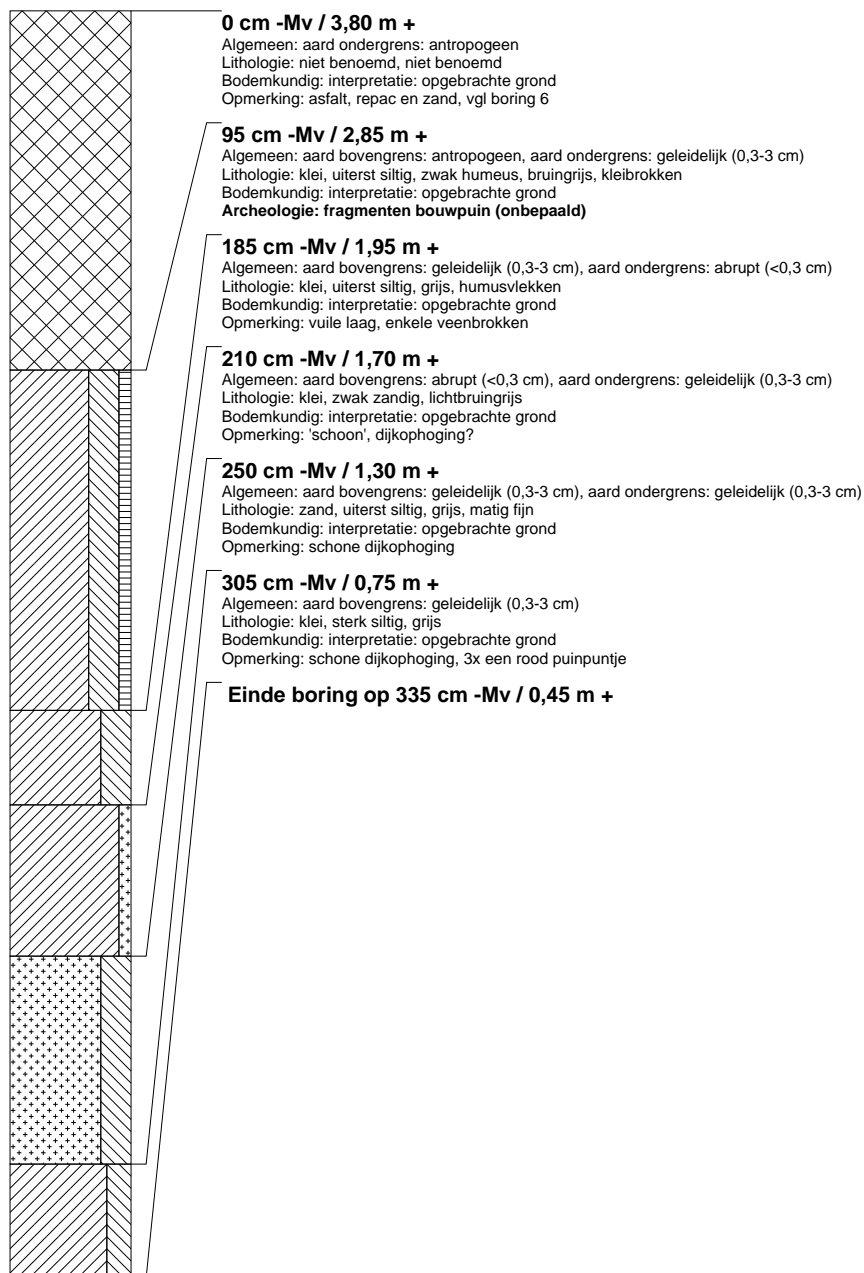 0 cm -Mv / 3,80 m +
Algemeen: aard ondergrens: antropogeen
Lithologie: niet benoemd, niet benoemd
Bodemkundig: interpretatie: opgebrachte grond
Opmerking: asfalt, repac en zand, vgl boring 6
95 cm -Mv / 2,85 m +
Algemeen: aard bovengrens: antropogeen, aard ondergrens: geleidelijk (0,3-3 cm)
Lithologie: klei, uiterst siltig, zwak humeus, bruingrijs, kleibrokken
Bodemkundig: interpretatie: opgebrachte grond
Archeologie: fragmenten bouwpuin (onbepaald)
185 cm -Mv / 1,95 m +
Algemeen: aard bovengrens: geleidelijk (0,3-3 cm), aard ondergrens: abrupt (<0,3 cm)
Lithologie: klei, uiterst siltig, grijs, humusvlekken
Bodemkundig: interpretatie: opgebrachte grond
Opmerking: vuile laag, enkele veenbrokken
210 cm -Mv / 1,70 m +
Algemeen: aard bovengrens: abrupt (<0,3 cm), aard ondergrens: geleidelijk (0,3-3 cm)
Lithologie: klei, zwak zandig, lichtbruingrijs
Bodemkundig: interpretatie: opgebrachte grond
Opmerking: 'schoon', dijkophoging?
250 cm -Mv / 1,30 m +
Algemeen: aard bovengrens: geleidelijk (0,3-3 cm), aard ondergrens: geleidelijk (0,3-3 cm)
Lithologie: zand, uiterst siltig, grijs, matig fijn
Bodemkundig: interpretatie: opgebrachte grond
Opmerking: schone dijkophoging
305 cm -Mv / 0,75 m +
Algemeen: aard bovengrens: geleidelijk (0,3-3 cm)
Lithologie: klei, sterk siltig, grijs
Bodemkundig: interpretatie: opgebrachte grond
Opmerking: schone dijkophoging, 3x een rood puinpuntje
Einde boring op 335 cm -Mv / 0,45 m +